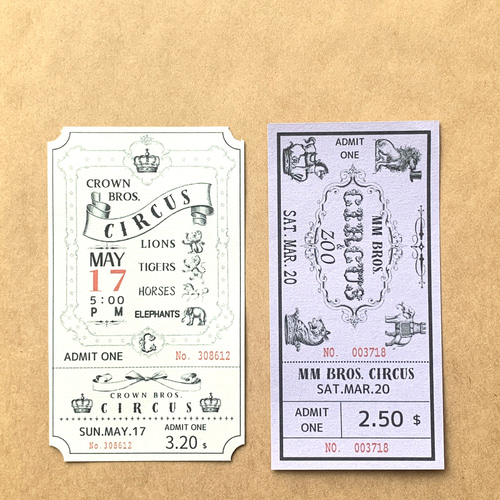 CROWN
BROS.
CIRCUS
LIONS
MAY
17
TIGERS
5:00
P M
HORSES
ELEPHANTS
C
ADMIT ONE No. 308612
CROWN BROS.
CIRCUS
SUN.MAY.17
ADMIT ONE
No.308612
3.20 $
ADMIT
ONE
MM BROS.
CIRCUS
&
ZOO
SAT.MAR.20
NO. 003718
MM BROS. CIRCUS
SAT.MAR.20
ADMIT
ONE
2.50 $
NO. 003718